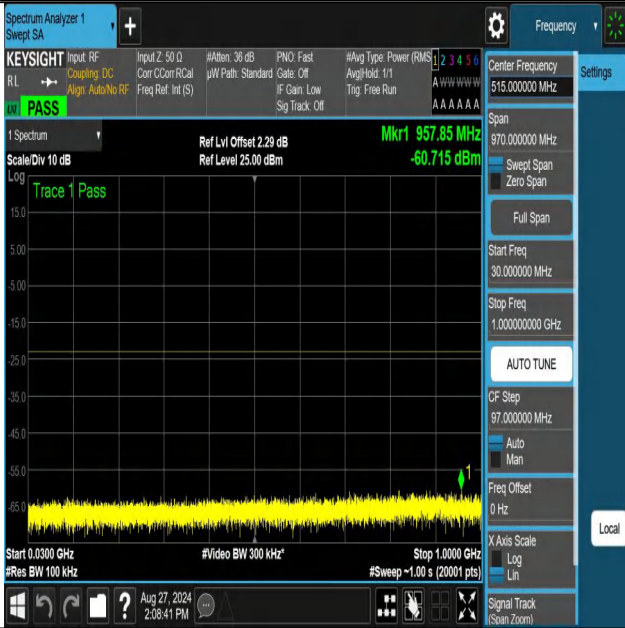 Spectrum Analyzer 1
Swept SA
+
Frequency
KEYSIGHT
RL
PASS
Input: RF
Coupling: DC
Align: Auto/No RF
Input Z: 50 Ω
Corr CCorr RCal
Freq Ref: Int (S)
#Atten: 36 dB
µW Path: Standard
PNO: Fast
Gate: Off
IF Gain: Low
Sig Track: Off
#Avg Type: Power (RMS
Avg|Hold: 1/1
Trig: Free Run
1 2 3 4 5 6
A W W W W W
A A A A A A
Center Frequency
515.000000 MHz
Settings
Span
970.000000 MHz
Swept Span
Zero Span
Full Span
Start Freq
30.000000 MHz
Stop Freq
1.000000000 GHz
AUTO TUNE
CF Step
97.000000 MHz
Auto
Man
Freq Offset
0 Hz
X Axis Scale
Log
Lin
Local
Signal Track
(Span Zoom)
1 Spectrum
Scale/Div 10 dB
Ref Lvl Offset 2.29 dB
Ref Level 25.00 dBm
Mkr1 957.85 MHz
-60.715 dBm
Log
Trace 1 Pass
15.0
5.00
-5.00
-15.0
-25.0
-35.0
-45.0
-55.0
-65.0
1
Start 0.0300 GHz
#Video BW 300 kHz*
Stop 1.0000 GHz
#Res BW 100 kHz
#Sweep ~1.00 s (20001 pts)
?
Aug 27, 2024
2:08:41 PM